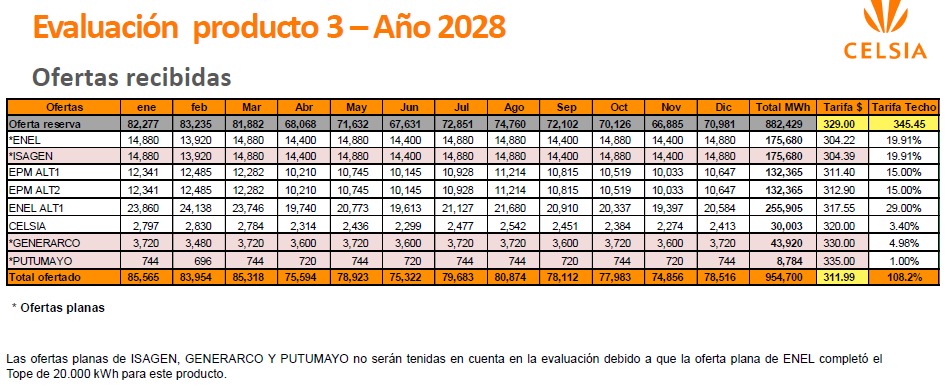 Evaluación producto 3 – Año 2028
CELSIA
Ofertas recibidas
Ofertas ene feb Mar Abr May Jun Jul Ago Sep Oct Nov Dic Total MWh Tarifa $ Tarifa Techo
Oferta reserva 82,277 83,235 81,882 68,068 71,632 67,631 72,851 74,760 72,102 70,126 66,885 70,981 882,429 329.00 345.45
*ENEL 14,880 13,920 14,880 14,400 14,880 14,400 14,880 14,880 14,400 14,880 14,400 14,880 175,680 304.22 19.91%
*ISAGEN 14,880 13,920 14,880 14,400 14,880 14,400 14,880 14,880 14,400 14,880 14,400 14,880 175,680 304.39 19.91%
EPM ALT1 12,341 12,485 12,282 10,210 10,745 10,145 10,928 11,214 10,815 10,519 10,033 10,647 132,365 311.40 15.00%
EPM ALT2 12,341 12,485 12,282 10,210 10,745 10,145 10,928 11,214 10,815 10,519 10,033 10,647 132,365 312.90 15.00%
ENEL ALT1 23,860 24,138 23,746 19,740 20,773 19,613 21,127 21,680 20,910 20,337 19,397 20,584 255,905 317.55 29.00%
CELSIA 2,797 2,830 2,784 2,314 2,436 2,299 2,477 2,542 2,451 2,384 2,274 2,413 30,003 320.00 3.40%
*GENERARCO 3,720 3,480 3,720 3,600 3,720 3,600 3,720 3,720 3,600 3,720 3,600 3,720 43,920 330.00 4.98%
*PUTUMAYO 744 696 744 720 744 720 744 744 720 744 720 744 8,784 335.00 1.00%
Total ofertado 85,565 83,954 85,318 75,594 78,923 75,322 79,683 80,874 78,112 77,983 74,856 78,516 954,700 311.99 108.2%
* Ofertas planas
Las ofertas planas de ISAGEN, GENERARCO Y PUTUMAYO no serán tenidas en cuenta en la evaluación debido a que la oferta plana de ENEL completó el
Tope de 20.000 kWh para este producto.